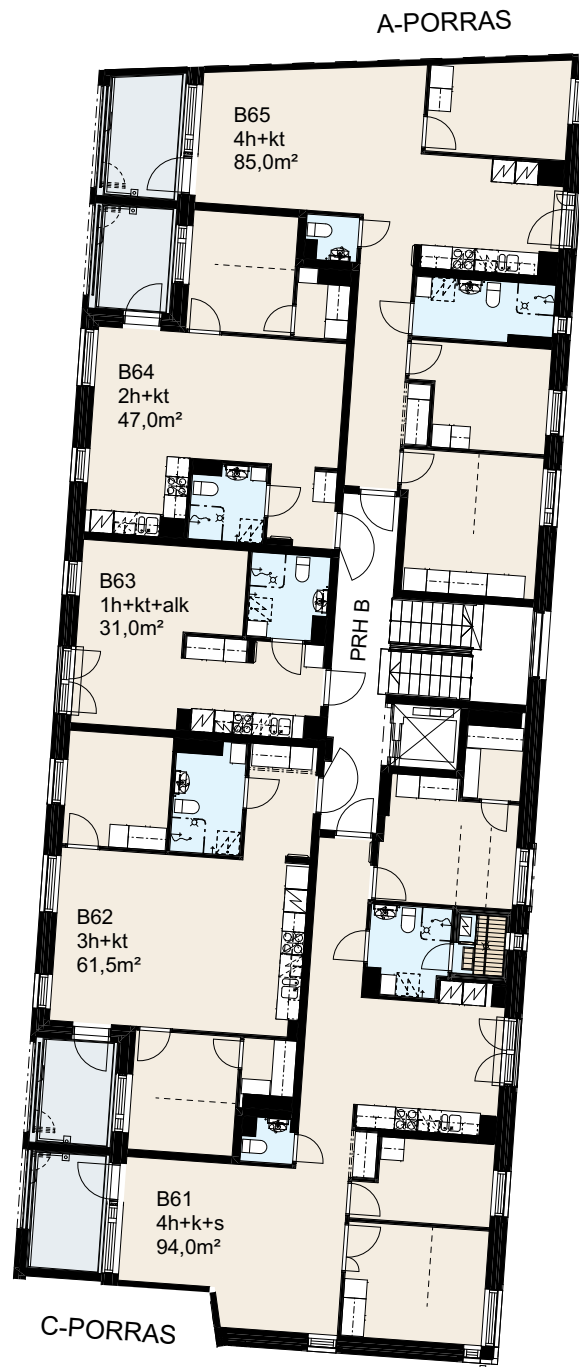 A-PORRAS
B65
4h+kt
85,0m²
B64
2h+kt
47,0m²
B63
1h+kt+alk
31,0m²
PRH B
B62
3h+kt
61,5m²
B61
4h+k+s
94,0m²
C-PORRAS